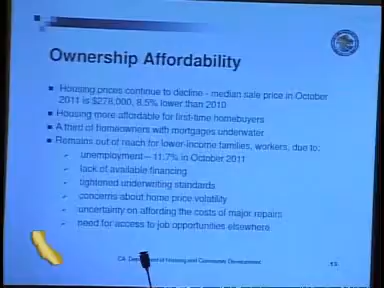 Ownership Affordability
Housing prices continue to decline - median sale price in October
2011 is $278,000, 8.5% lower than 2010
Housing more affordable for first-time homebuyers
A third of homeowners with mortgages underwater
Remains out of reach for lower-income families, workers, due to:
unemployment – 11.7% in October 2011
lack of available financing
tightened underwriting standards
concerns about home price volatility
uncertainty on affording the costs of major repairs
need for access to job opportunities elsewhere
CA. of Housing and Community Development